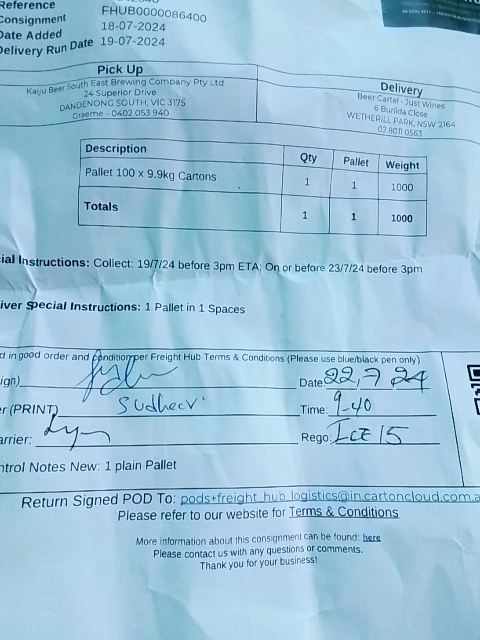 Reference
Consignment FHUB0000086400
Date Added 18-07-2024
Delivery Run Date 19-07-2024
Pick Up
Kaiju Beer South East Brewing Company Pty Ltd
24 Superior Drive
DANDENONG SOUTH, VIC 3175
Graeme - 0402 053 940
Delivery
Beer Cartel - Just Wines
6 Burilda Close
WETHERILL PARK, NSW 2164
02 8011 0563
Description Qty Pallet Weight
Pallet 100 x 9.9kg Cartons 1 1 1000
Totals 1 1 1000
ial Instructions: Collect: 19/7/24 before 3pm ETA; On or before 23/7/24 before 3pm
iver Special Instructions: 1 Pallet in 1 Spaces
d in good order and condition per Freight Hub Terms & Conditions (Please use blue/black pen only)
ign) Date: 22,7 24
r (PRINT) Sudheer Time: 9-40
arrier: Rego: ICE15
ntrol Notes New: 1 plain Pallet
Return Signed POD To: pods+freight_hub_logistics@in.cartoncloud.com.a
Please refer to our website for Terms & Conditions
More information about this consignment can be found: here
Please contact us with any questions or comments.
Thank you for your business!